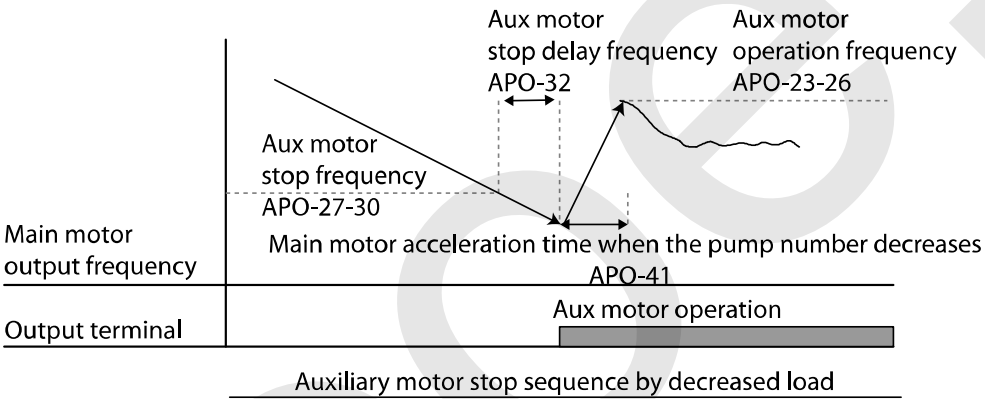 Aux motor
stop delay frequency
APO-32
Aux motor
operation frequency
APO-23-26
Aux motor
stop frequency
APO-27-30
Main motor
output frequency
Main motor acceleration time when the pump number decreases
APO-41
Output terminal
Aux motor operation
Auxiliary motor stop sequence by decreased load